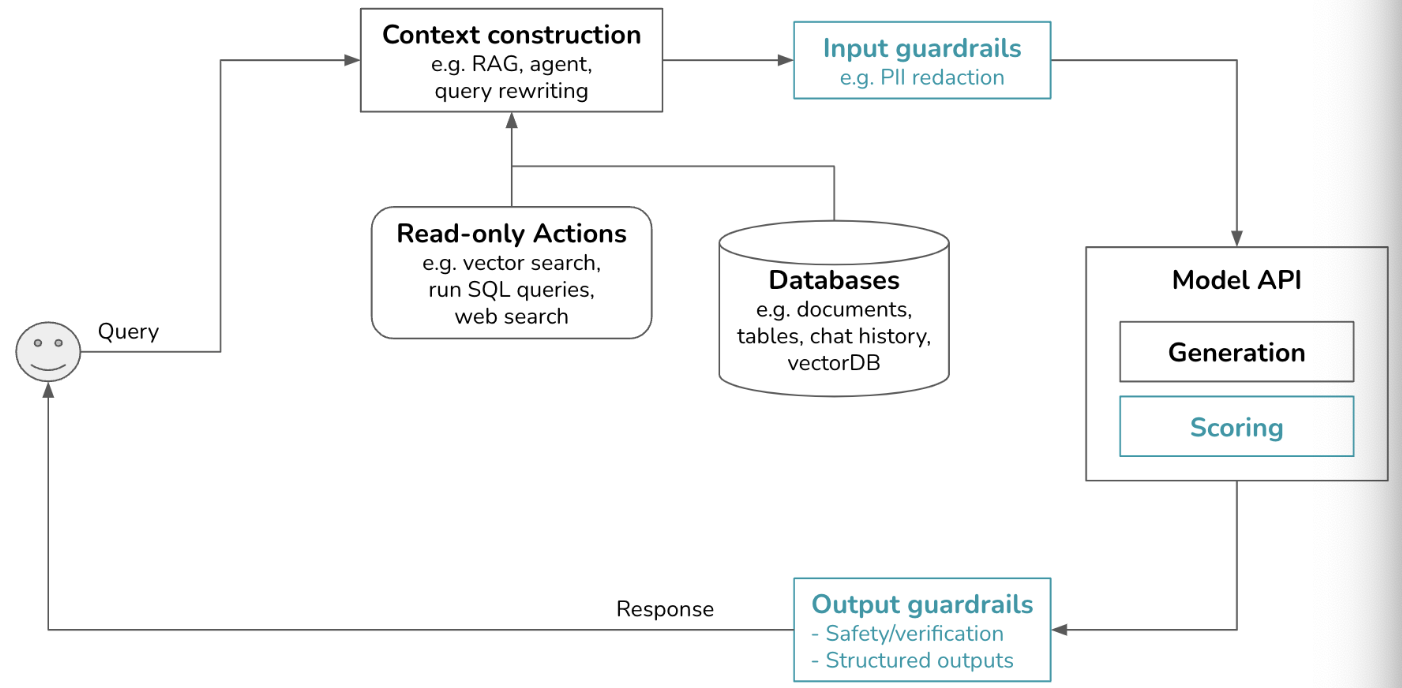 Context construction
e.g. RAG, agent,
query rewriting
Input guardrails
e.g. PII redaction
Read-only Actions
e.g. vector search,
run SQL queries,
web search
Databases
e.g. documents,
tables, chat history,
vectorDB
Model API
Generation
Scoring
Query
Response
Output guardrails
- Safety/verification
- Structured outputs